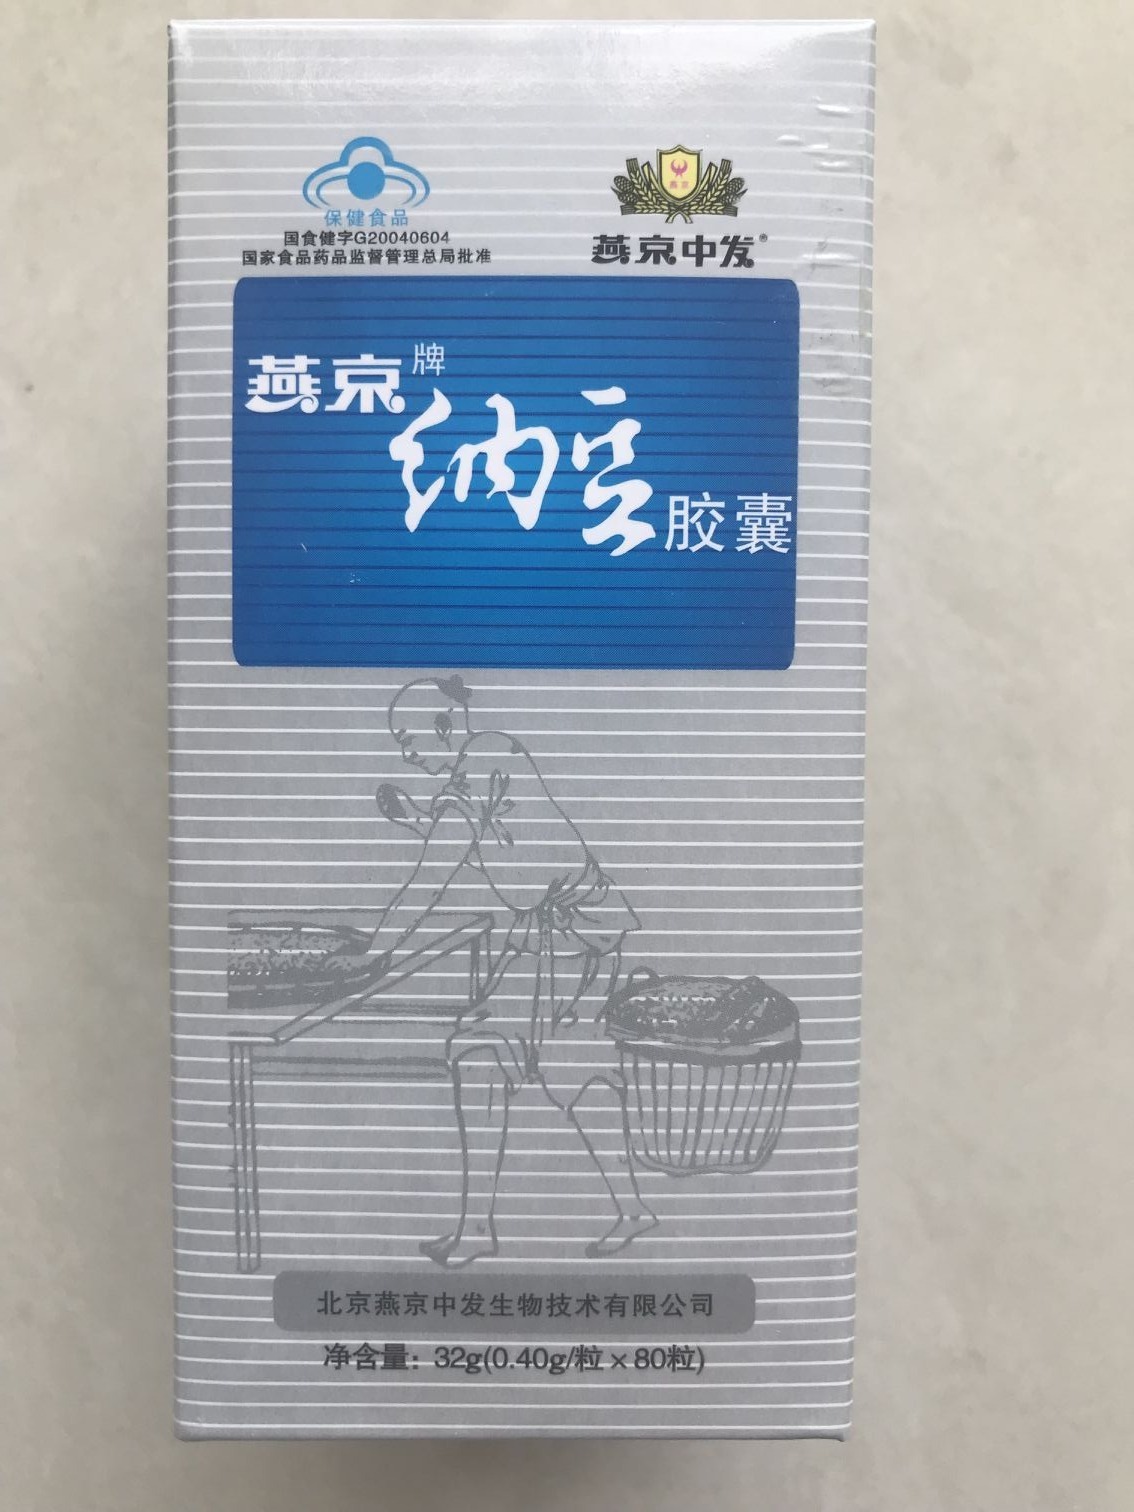 保健食品
国食健字G20040604
国家食品药品监督管理总局批准
燕京
燕京中发®
燕京牌
纳豆胶囊
北京燕京中发生物技术有限公司
净含量：32g(0.40g/粒×80粒)